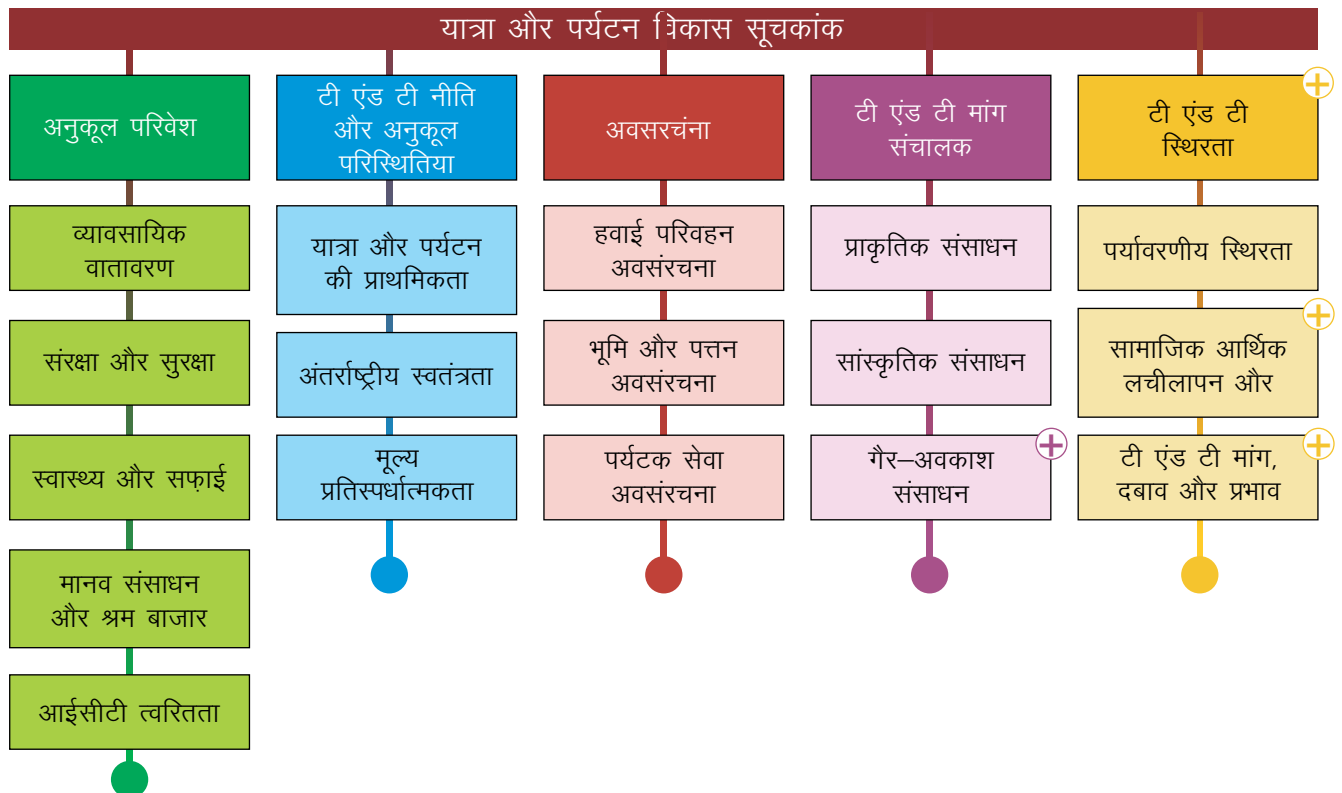 यात्रा और पर्यटन विकास सूचकांक
अनुकूल परिवेश
व्यावसायिक
वातावरण
संरक्षा और सुरक्षा
स्वास्थ्य और सफ़ाई
मानव संसाधन
और श्रम बाजार
आईसीटी त्वरितता
टी एंड टी नीति
और अनुकूल
परिस्थितिया
यात्रा और पर्यटन
की प्राथमिकता
अंतर्राष्ट्रीय स्वतंत्रता
मूल्य
प्रतिस्पर्धात्मकता
अवसरचंना
हवाई परिवहन
अवसंरचना
भूमि और पत्तन
अवसंरचना
पर्यटक सेवा
अवसंरचना
टी एंड टी मांग
संचालक
प्राकृतिक संसाधन
सांस्कृतिक संसाधन
गैर–अवकाश
संसाधन
टी एंड टी
स्थिरता
पर्यावरणीय स्थिरता
सामाजिक आर्थिक
लचीलापन और
टी एंड टी मांग,
दबाव और प्रभाव